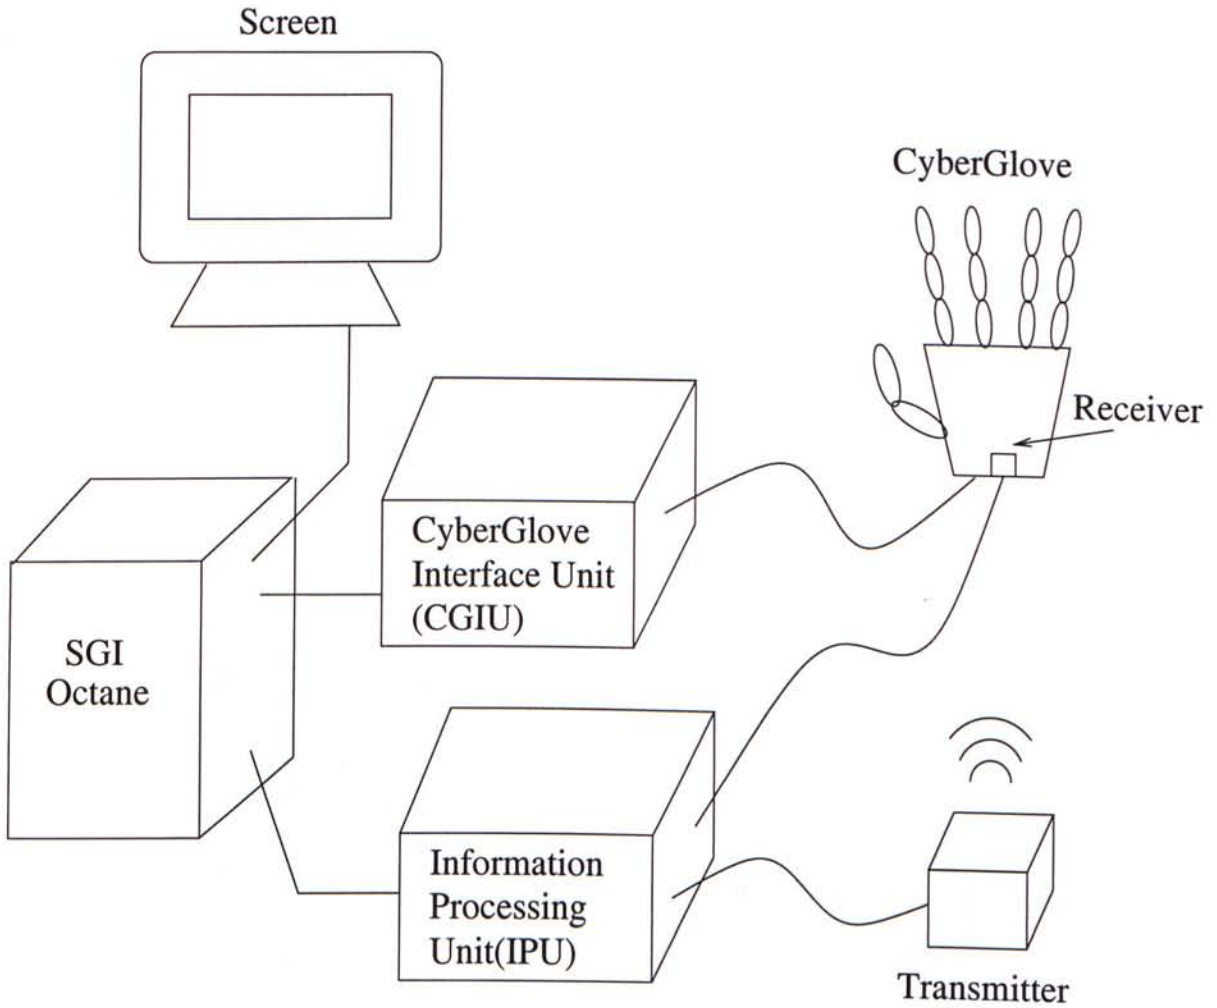 Screen
CyberGlove
Receiver
CyberGlove
Interface Unit
(CGIU)
SGI
Octane
Information
Processing
Unit(IPU)
Transmitter